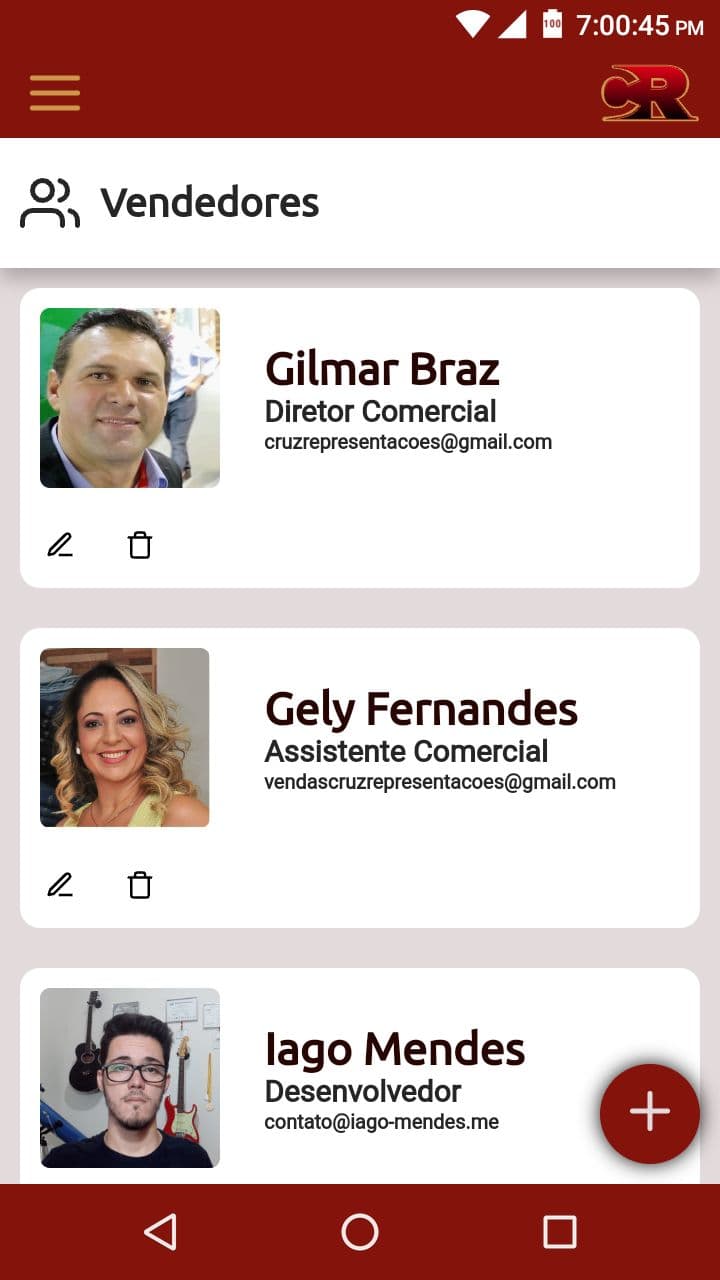 100 7:00:45 PM
CR
Vendedores
Gilmar Braz
Diretor Comercial
cruzrepresentacoes@gmail.com
Gely Fernandes
Assistente Comercial
vendascruzrepresentacoes@gmail.com
Iago Mendes
Desenvolvedor
contato@iago-mendes.me